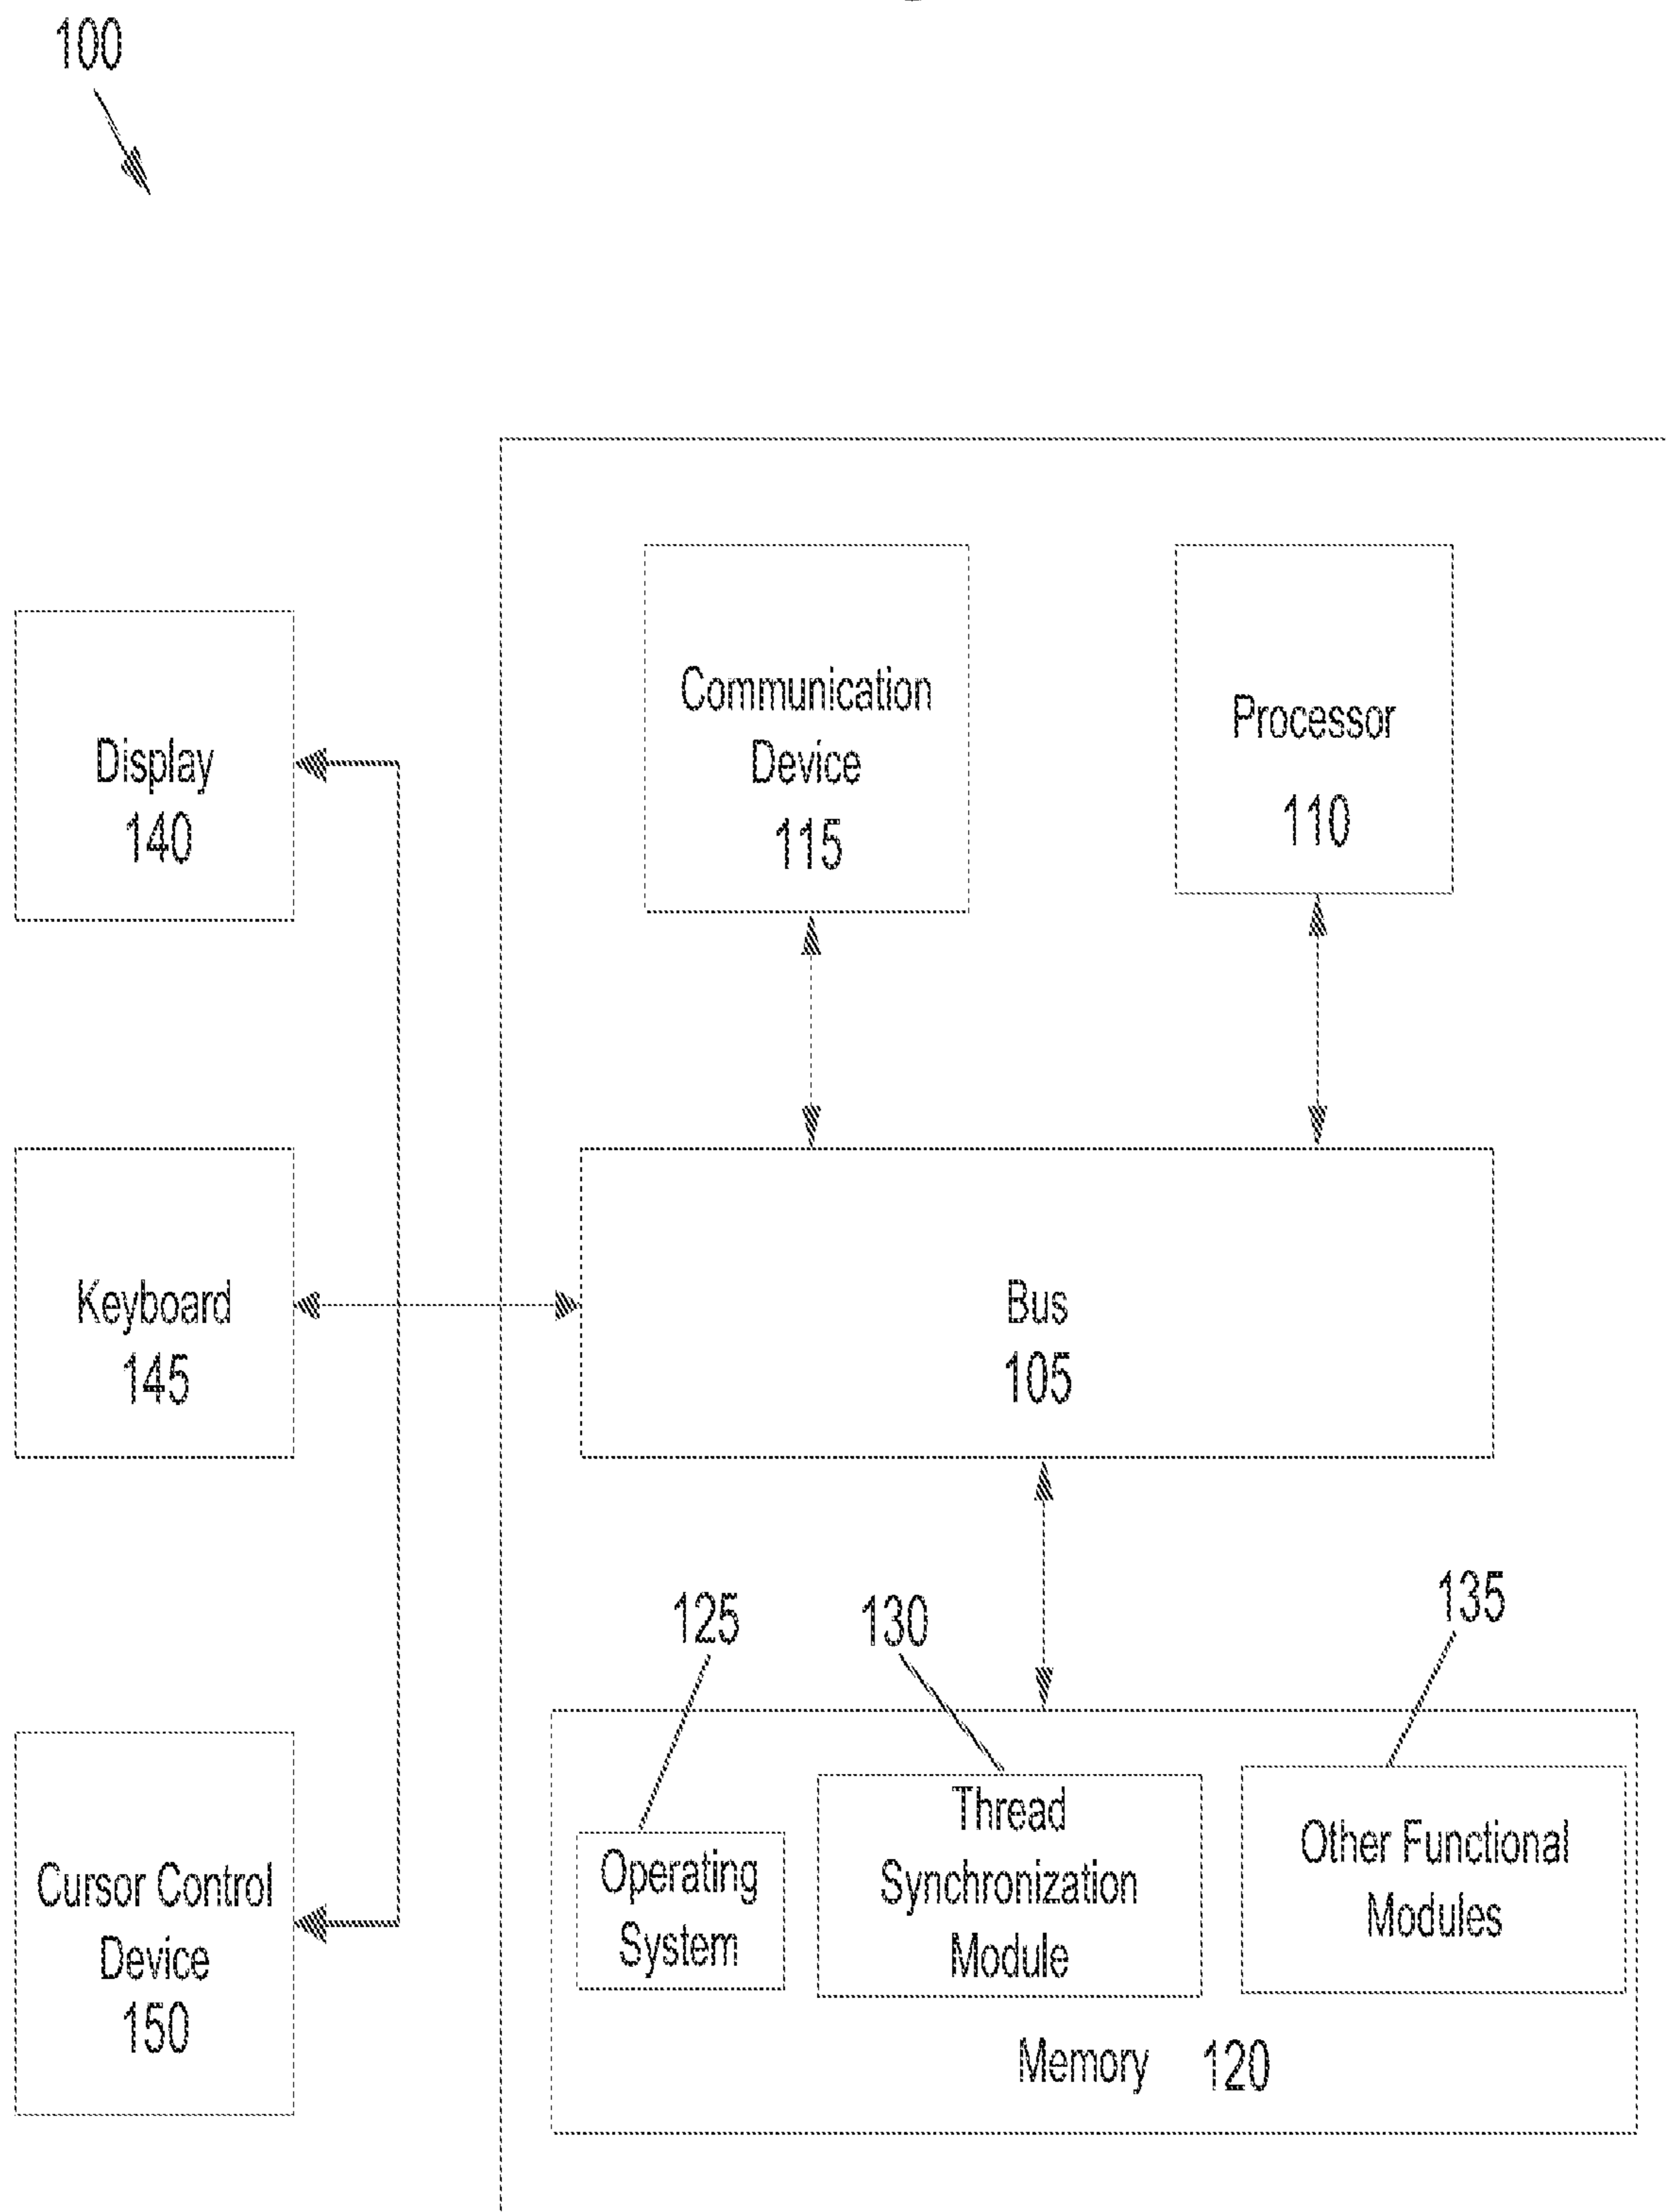 100
Communication
Device
115
Processor
110
Display
140
Keyboard
145
Bus
105
125
130
135
Cursor Control
Device
150
Operating
System
Thread
Synchronization
Module
Other Functional
Modules
Memory 120